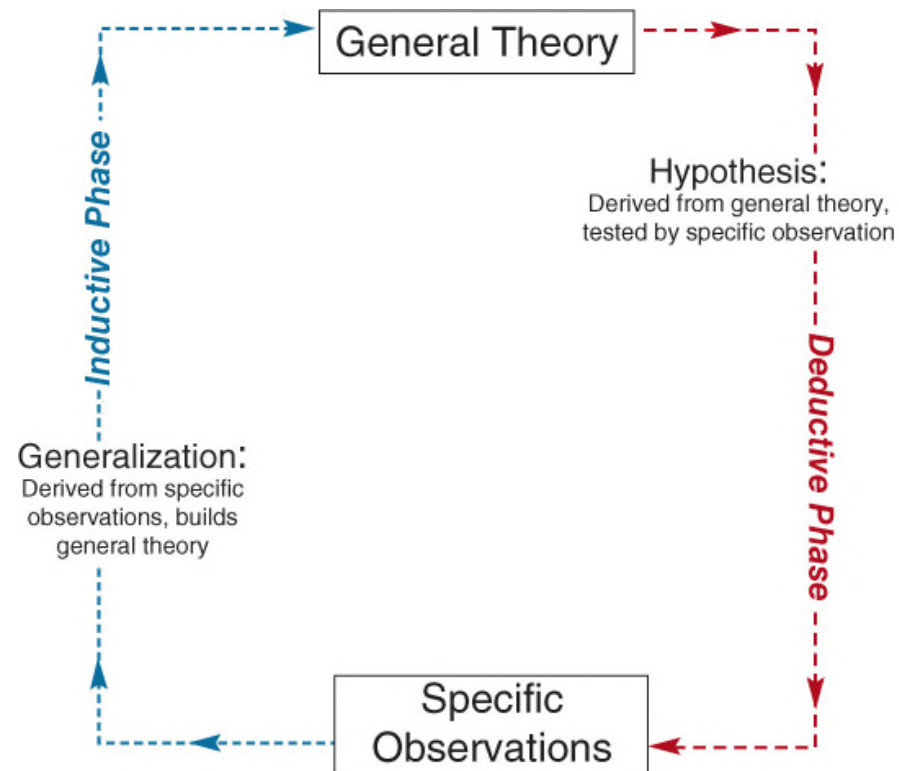 General Theory
Inductive Phase
Hypothesis:
Derived from general theory,
tested by specific observation
Deductive Phase
Generalization:
Derived from specific
observations, builds
general theory
Specific
Observations